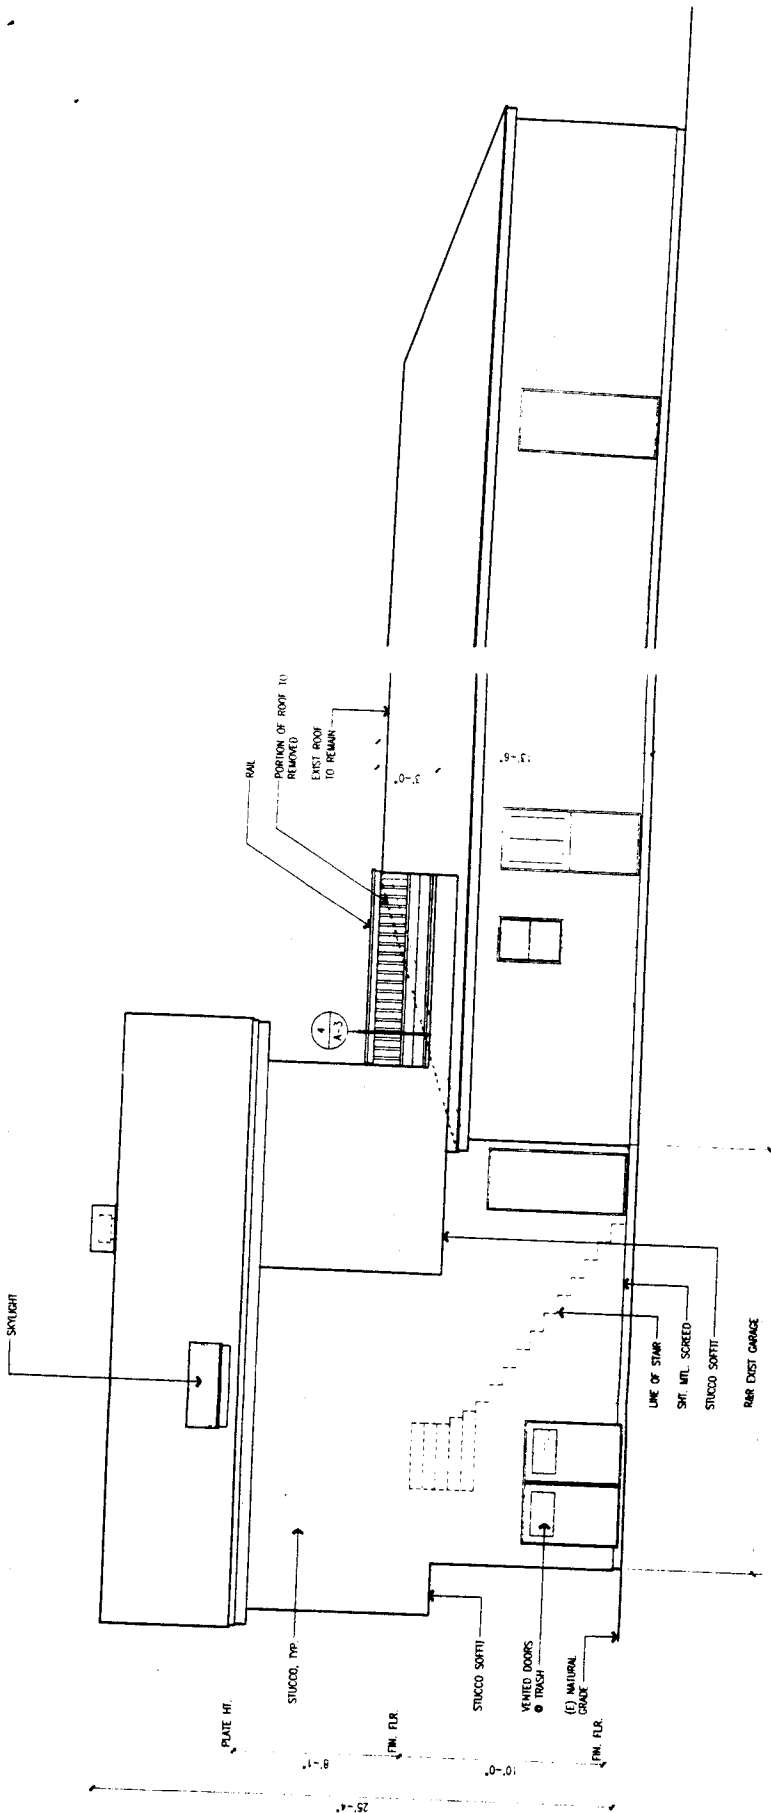 SKYLIGHT
RAIL
PORTION OF ROOF TO
REMOVED
EXIST ROOF
TO REMAIN
3'-0"
13'-6"
4
A-3
PLATE HT.
STUCCO, TYP.
8'-1"
FIN. FLR.
STUCCO SOFFIT
VENTED DOORS
@ TRASH
(E) NATURAL
GRADE
10'-0"
FIN. FLR.
25'-4"
LINE OF STAIR
SHT. MTL. SCREED
STUCCO SOFFIT
R&R EXIST GARAGE